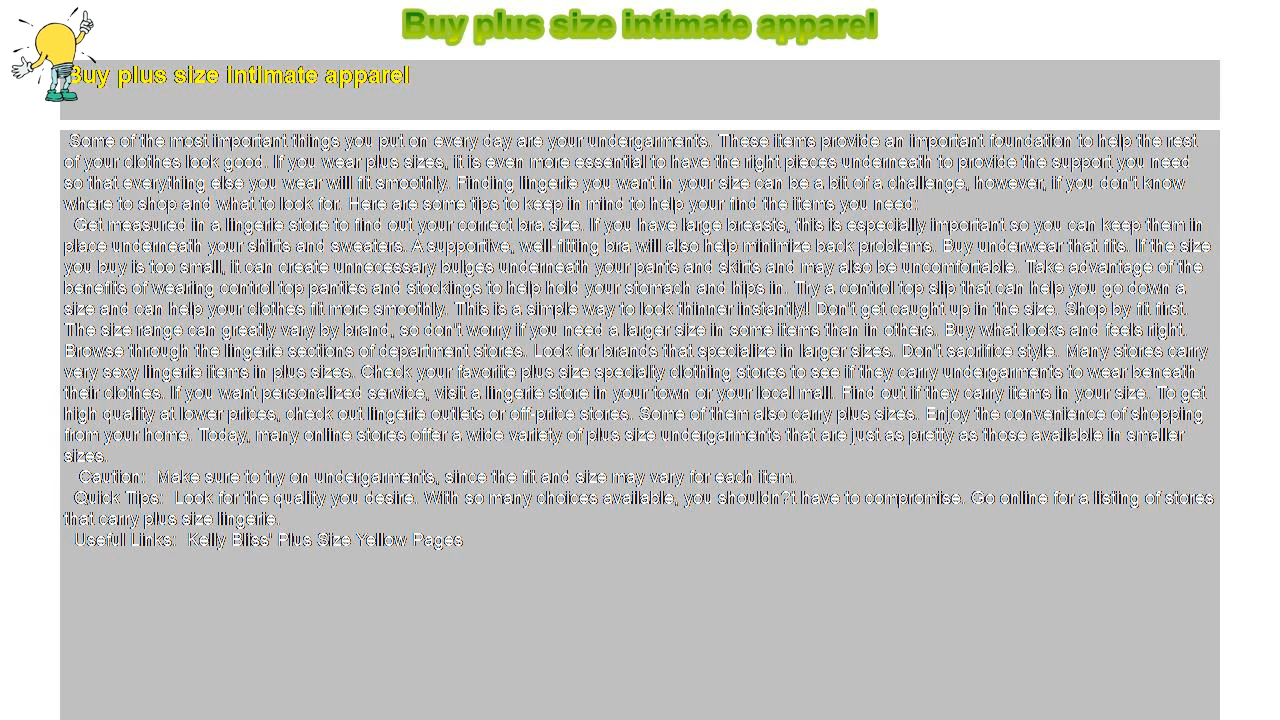 Buy plus size intimate apparel
Buy plus size intimate apparel
Some of the most important things you put on every day are your undergarments. These items provide an important foundation to help the rest
of your clothes look good. If you wear plus sizes, it is even more essential to have the right pieces underneath to provide the support you need
so that everything else you wear will fit smoothly. Finding lingerie you want in your size can be a bit of a challenge, however, if you don't know
where to shop and what to look for. Here are some tips to keep in mind to help your find the items you need:
Get measured in a lingerie store to find out your correct bra size. If you have large breasts, this is especially important so you can keep them in
place underneath your shirts and sweaters. A supportive, well-fitting bra will also help minimize back problems. Buy underwear that fits. If the size
you buy is too small, it can create unnecessary bulges underneath your pants and skirts and may also be uncomfortable. Take advantage of the
benefits of wearing control top panties and stockings to help hold your stomach and hips in. Try a control top slip that can help you go down a
size and can help your clothes fit more smoothly. This is a simple way to look thinner instantly! Don't get caught up in the size. Shop by fit first.
The size range can greatly vary by brand, so don't worry if you need a larger size in some items than in others. Buy what looks and feels right.
Browse through the lingerie sections of department stores. Look for brands that specialize in larger sizes. Don't sacrifice style. Many stores carry
very sexy lingerie items in plus sizes. Check your favorite plus size specialty clothing stores to see if they carry undergarments to wear beneath
their clothes. If you want personalized service, visit a lingerie store in your town or your local mall. Find out if they carry items in your size. To get
high quality at lower prices, check out lingerie outlets or off-price stores. Some of them also carry plus sizes. Enjoy the convenience of shopping
from your home. Today, many online stores offer a wide variety of plus size undergarments that are just as pretty as those available in smaller
sizes.
Caution: Make sure to try on undergarments, since the fit and size may vary for each item.
Quick Tips: Look for the quality you desire. With so many choices available, you shouldn?t have to compromise. Go online for a listing of stores
that carry plus size lingerie.
Useful Links: Kelly Bliss' Plus Size Yellow Pages